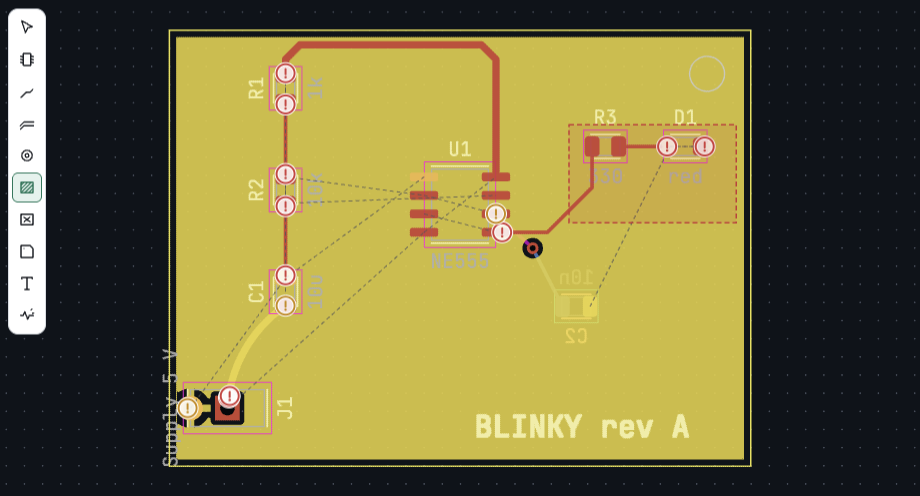 R1
1k
R2
10k
C1
10u
U1
NE555
R3
330
D1
red
10n
C2
J1
Supply 5 V
BLINKY rev A
T